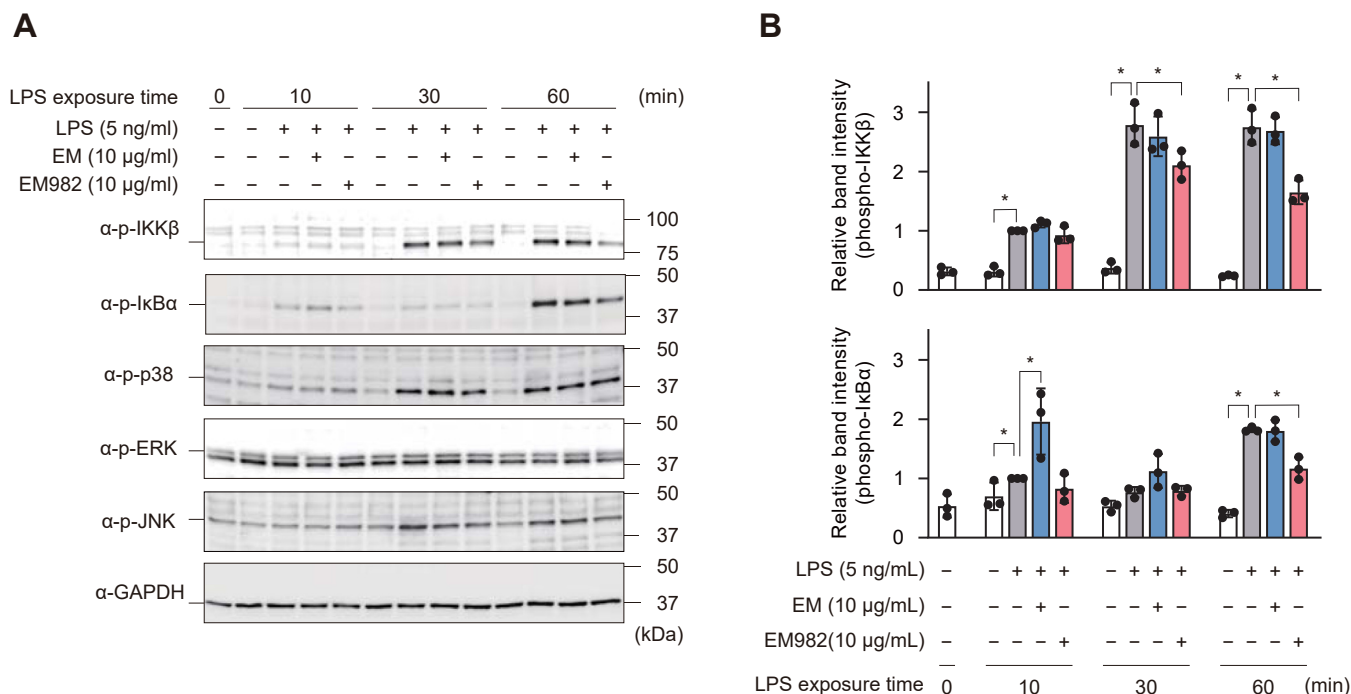 A
LPS exposure time 0 10 30 60 (min)
LPS (5 ng/ml) – – + + + – + + + – + + +
EM (10 µg/ml) – – – + – – – + – – – + –
EM982 (10 µg/ml) – – – – + – – – + – – – +
α-p-IKKβ
100
75
α-p-IκBα
50
37
α-p-p38
50
37
α-p-ERK
50
37
α-p-JNK
50
37
α-GAPDH
50
37
(kDa)
B
Relative band intensity
(phospho-IKKβ)
3
2
1
0
* * * * *
Relative band intensity
(phospho-IκBα)
3
2
1
0
* * * *
LPS (5 ng/mL) – – + + + – + + + – + + +
EM (10 µg/mL) – – – + – – – + – – – + –
EM982(10 µg/mL) – – – – + – – – + – – – +
LPS exposure time 0 10 30 60 (min)